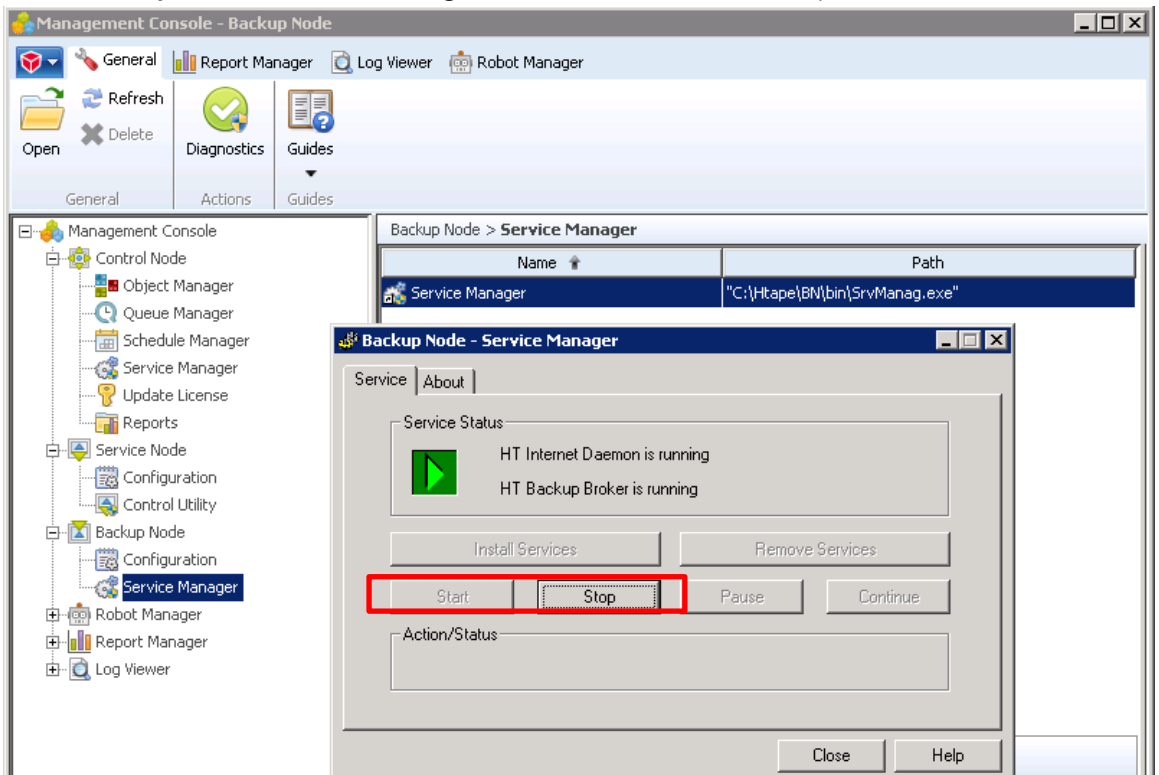 Management Console - Backup Node
General Report Manager Log Viewer Robot Manager
Open
Refresh
Delete
Diagnostics
Guides
General Actions Guides
Management Console
Control Node
Object Manager
Queue Manager
Schedule Manager
Service Manager
Update License
Reports
Service Node
Configuration
Control Utility
Backup Node
Configuration
Service Manager
Robot Manager
Report Manager
Log Viewer
Backup Node > Service Manager
Name Path
Service Manager "C:\Htape\BN\bin\SrvManag.exe"
Backup Node - Service Manager
Service About
Service Status
HT Internet Daemon is running
HT Backup Broker is running
Install Services Remove Services
Start Stop Pause Continue
Action/Status
Close Help